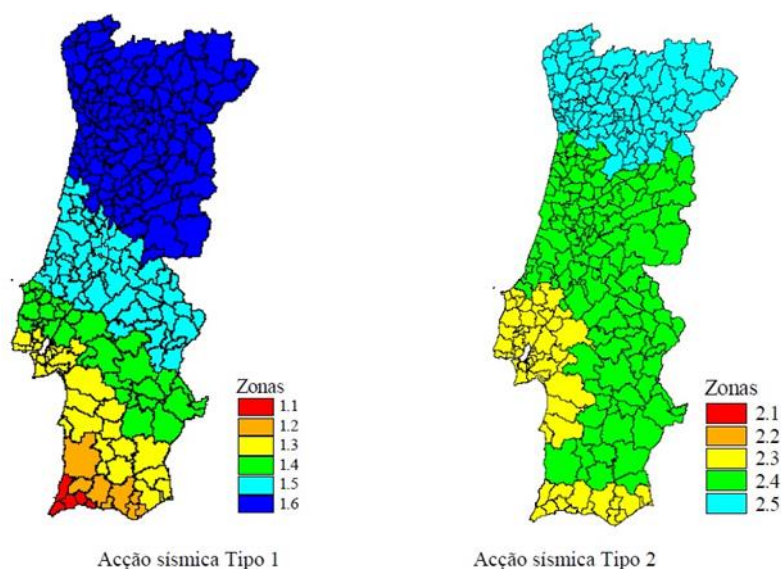 Zonas
1.1
1.2
1.3
1.4
1.5
1.6
Acção sísmica Tipo 1
Zonas
2.1
2.2
2.3
2.4
2.5
Acção sísmica Tipo 2